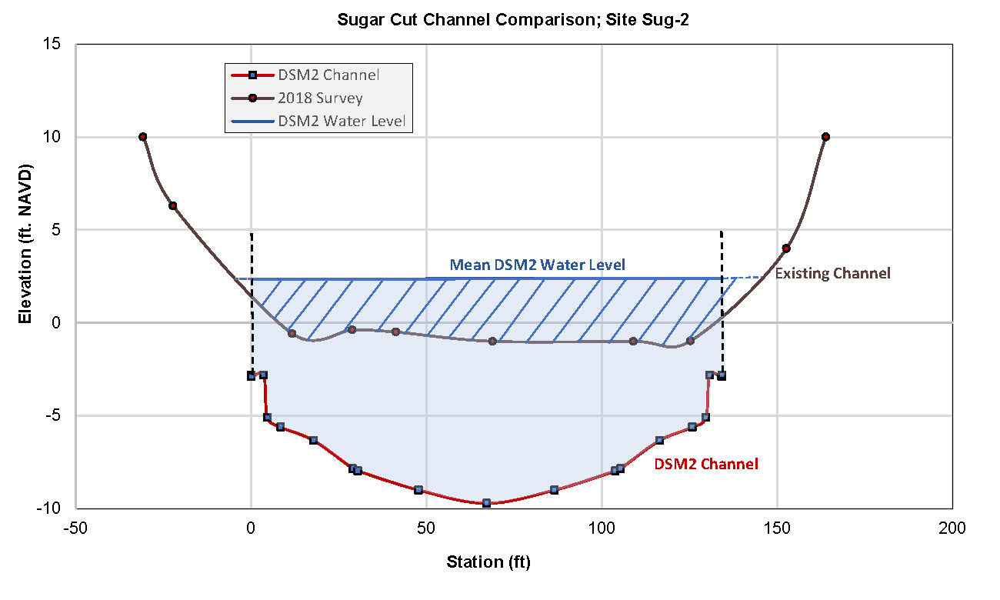 Sugar Cut Channel Comparison; Site Sug-2
15
10
5
0
-5
-10
Elevation (ft. NAVD)
DSM2 Channel
2018 Survey
DSM2 Water Level
Mean DSM2 Water Level
Existing Channel
DSM2 Channel
-50
0
50
100
150
200
Station (ft)